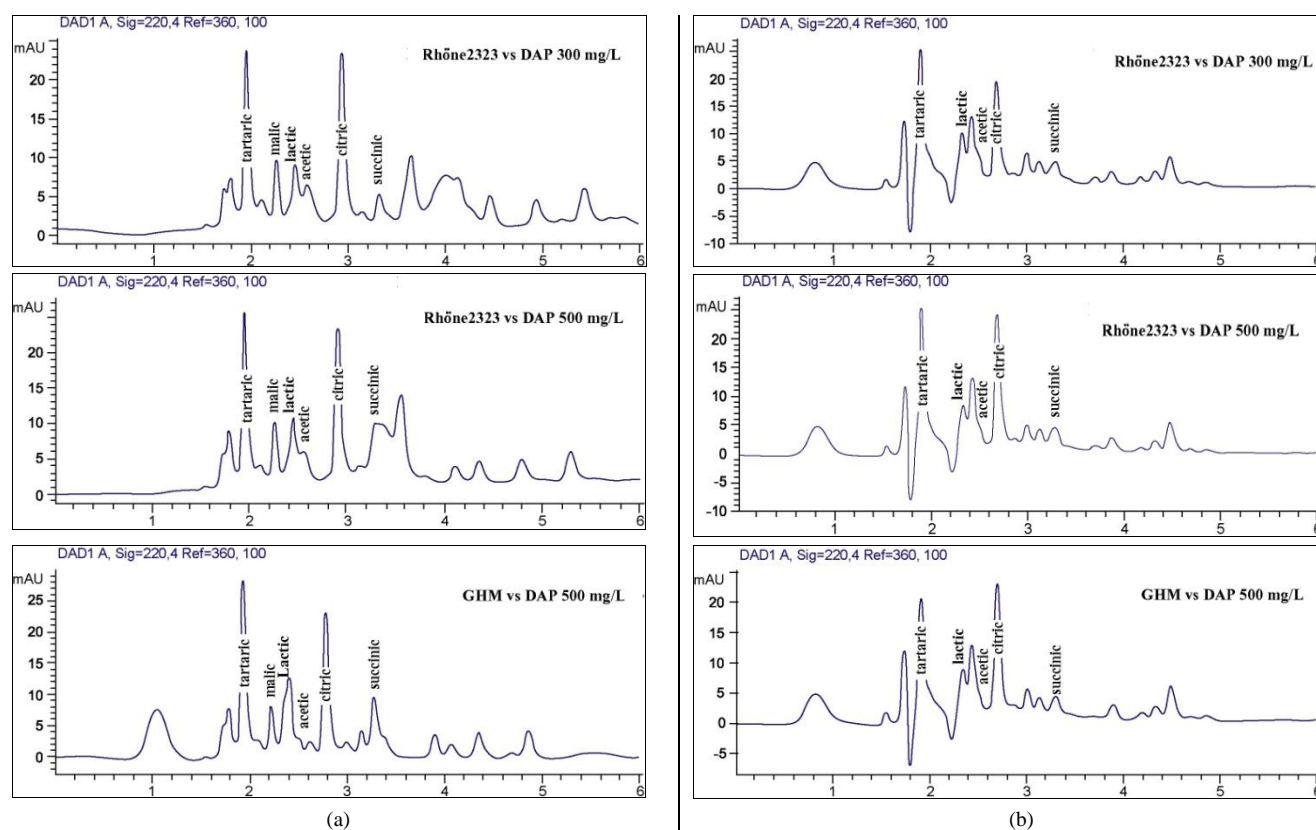 DAD1 A, Sig=220,4 Ref=360, 100
mAU
Rhône2323 vs DAP 300 mg/L
20
15
10
5
0
tartaric
malic
lactic
acetic
citric
succinic
1 2 3 4 5 6
DAD1 A, Sig=220,4 Ref=360, 100
mAU
Rhône2323 vs DAP 500 mg/L
20
15
10
5
0
tartaric
malic
lactic
acetic
citric
succinic
1 2 3 4 5 6
DAD1 A, Sig=220,4 Ref=360, 100
mAU
GHM vs DAP 500 mg/L
25
20
15
10
5
0
tartaric
malic
Lactic
acetic
citric
succinic
1 2 3 4 5 6
(a)
DAD1 A, Sig=220,4 Ref=360, 100
mAU
Rhône2323 vs DAP 300 mg/L
25
20
15
10
5
0
-5
-10
tartaric
lactic
acetic
citric
succinic
1 2 3 4 5 6
DAD1 A, Sig=220,4 Ref=360, 100
mAU
Rhône2323 vs DAP 500 mg/L
25
20
15
10
5
0
-5
-10
tartaric
lactic
acetic
citric
succinic
1 2 3 4 5 6
DAD1 A, Sig=220,4 Ref=360, 100
mAU
GHM vs DAP 500 mg/L
20
15
10
5
0
-5
tartaric
lactic
acetic
citric
succinic
1 2 3 4 5 6
(b)